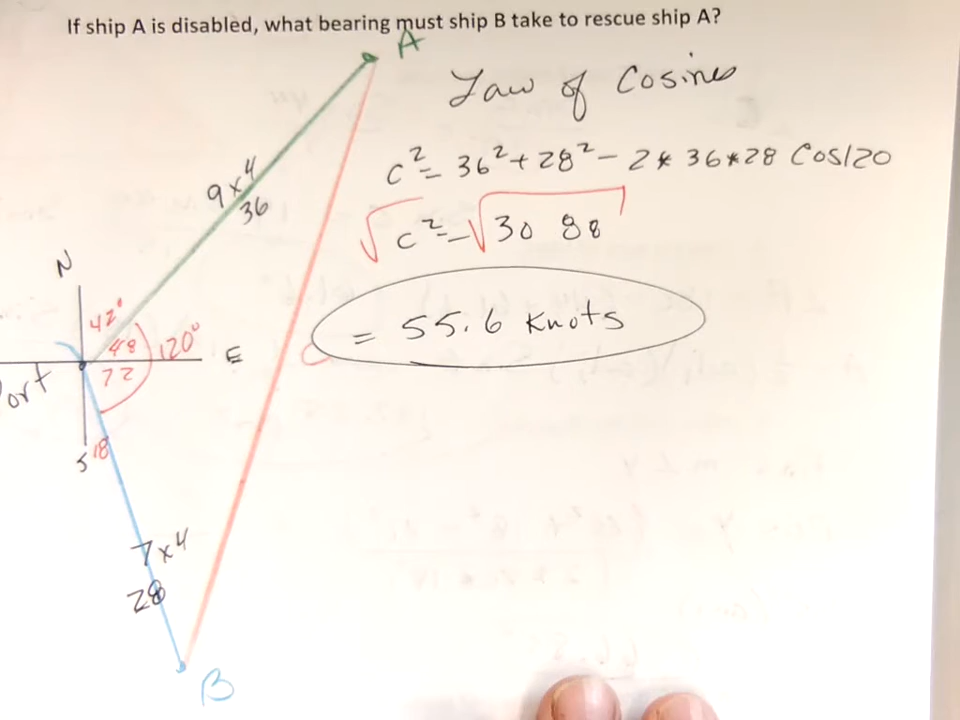 If ship A is disabled, what bearing must ship B take to rescue ship A?
A
Law of Cosines
c²= 36²+28²- 2*36*28 Cos120
9x4
36
√c²=√3088
N
= 55.6 Knots
42°
48
120°
E
72
ort
S
18
7x4
28
B